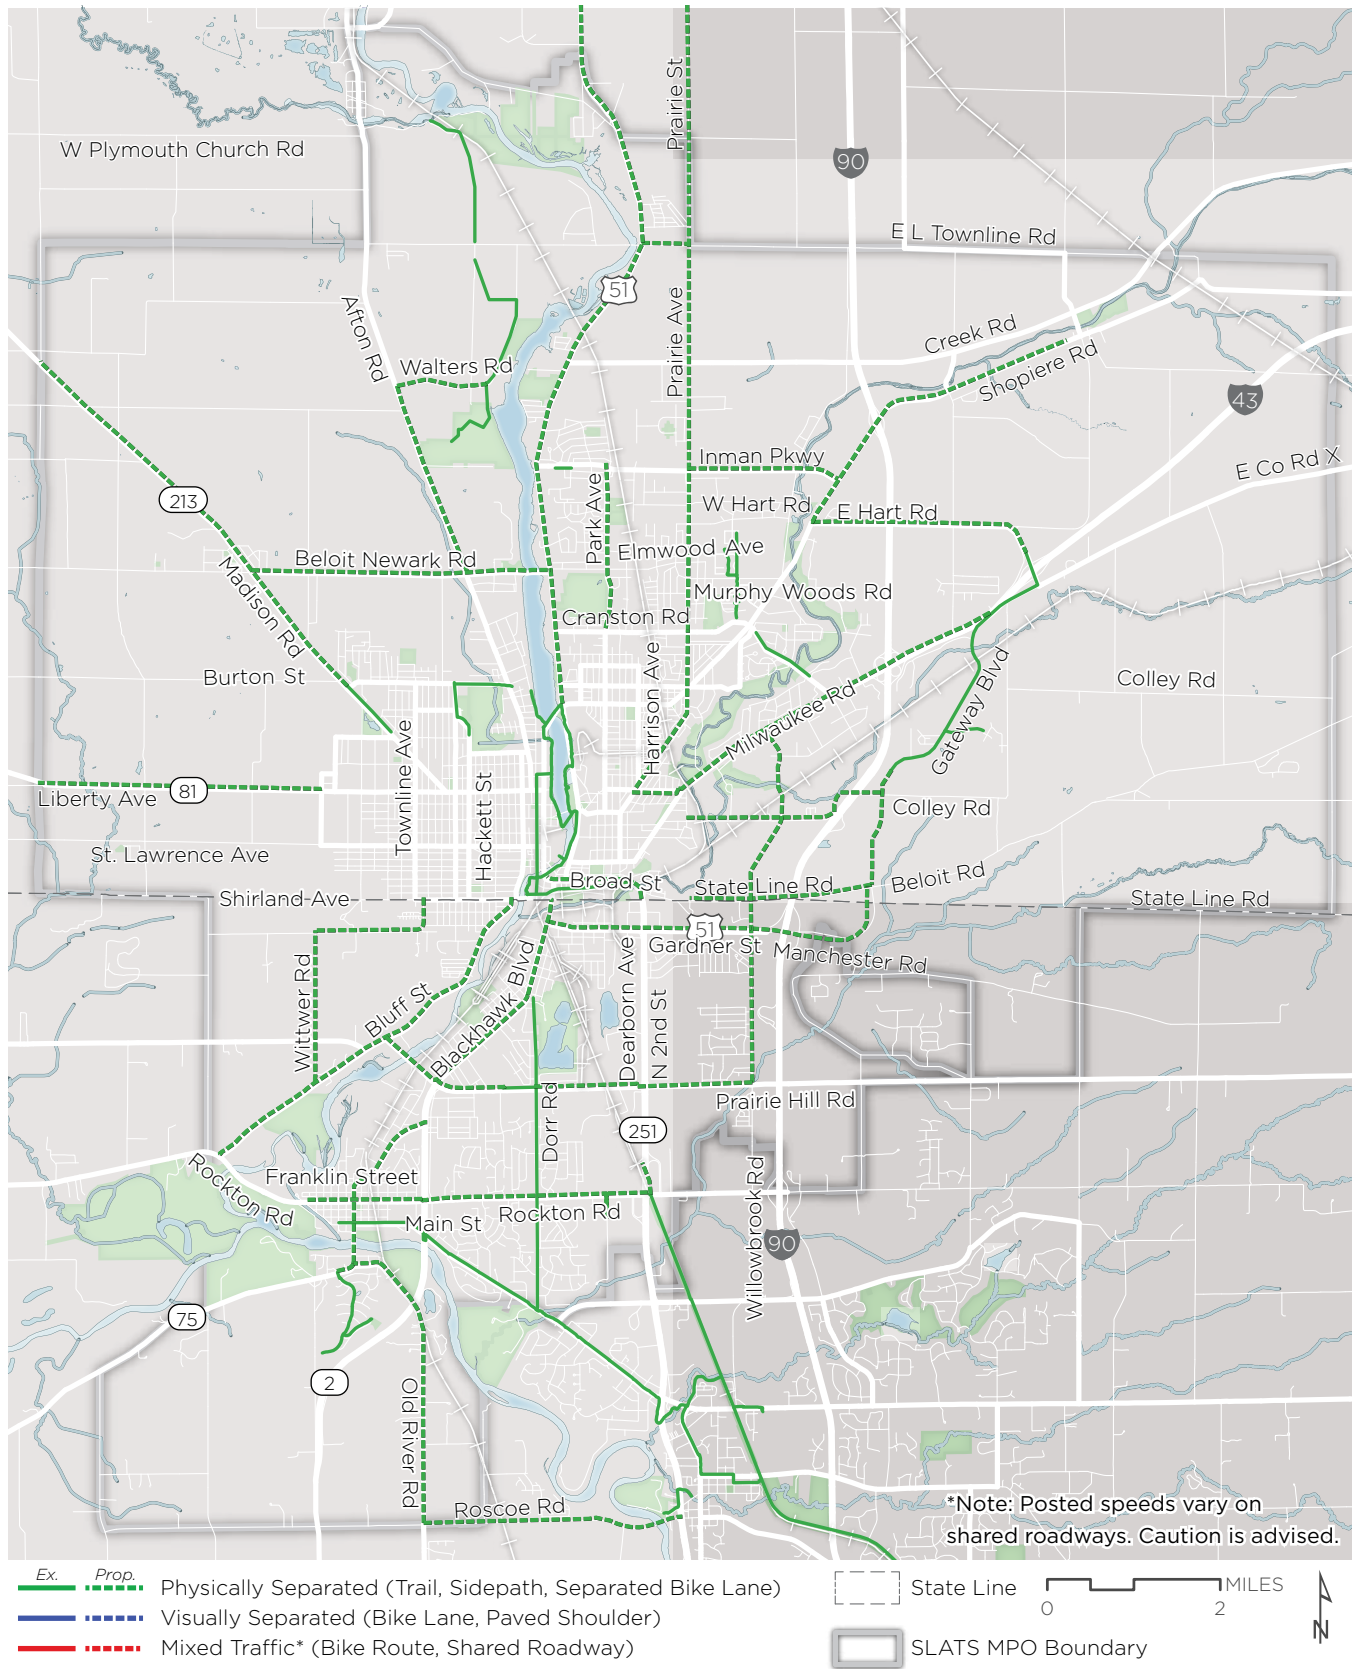 Prairie St
W Plymouth Church Rd
90
E L Townline Rd
51
Afton Rd
Prairie Ave
Creek Rd
Walters Rd
Shopiere Rd
43
Inman Pkwy
E Co Rd X
213
Park Ave
W Hart Rd
E Hart Rd
Elmwood Ave
Beloit Newark Rd
Madison Rd
Murphy Woods Rd
Cranston Rd
Burton St
Harrison Ave
Colley Rd
Milwaukee Rd
Gateway Blvd
Townline Ave
Hackett St
81
Liberty Ave
Colley Rd
St. Lawrence Ave
Broad St
State Line Rd
Beloit Rd
Shirland Ave
State Line Rd
51
Gardner St
Manchester Rd
Wittwer Rd
Bluff St
Blackhawk Blvd
Dearborn Ave
N 2nd St
Prairie Hill Rd
Dorr Rd
251
Rockton Rd
Franklin Street
Willowbrook Rd
Main St
Rockton Rd
90
75
2
Old River Rd
Roscoe Rd
*Note: Posted speeds vary on
shared roadways. Caution is advised.
Ex. Prop.
Physically Separated (Trail, Sidepath, Separated Bike Lane)
Visually Separated (Bike Lane, Paved Shoulder)
Mixed Traffic* (Bike Route, Shared Roadway)
State Line
SLATS MPO Boundary
MILES
0 2
N